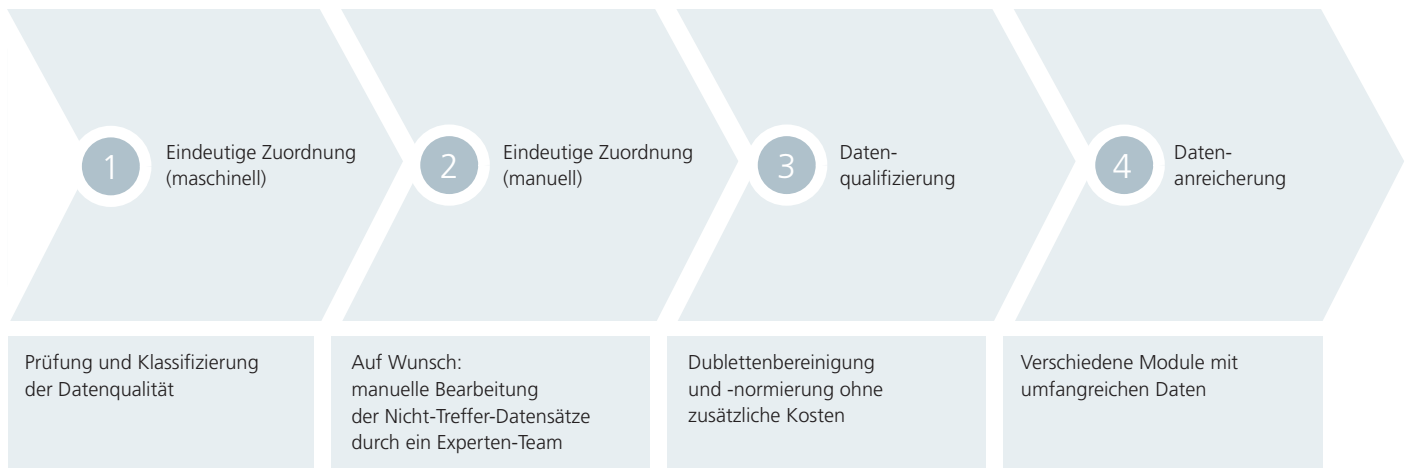 1
Eindeutige Zuordnung
(maschinell)
2
Eindeutige Zuordnung
(manuell)
3
Daten-
qualifizierung
4
Daten-
anreicherung
Prüfung und Klassifizierung
der Datenqualität
Auf Wunsch:
manuelle Bearbeitung
der Nicht-Treffer-Datensätze
durch ein Experten-Team
Dublettenbereinigung
und -normierung ohne
zusätzliche Kosten
Verschiedene Module mit
umfangreichen Daten